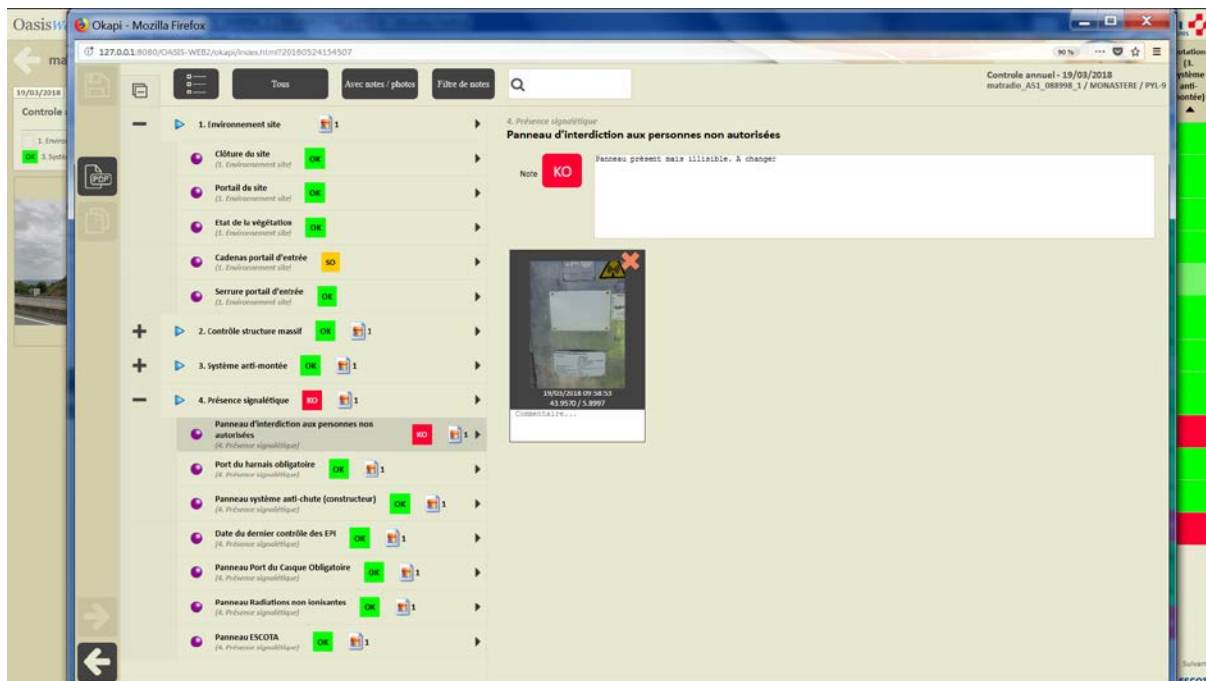 Okapi - Mozilla Firefox
127.0.0.1:8080/OASIS-WEB2/okapi/index.html?20180524154507
90 %
Tous
Avec notes / photos
Filtre de notes
Controle annuel - 19/03/2018
matradio_A51_088998_1 / MONASTERE / PYL-9
1. Environnement site
1
Clôture du site
(1. Environnement site)
OK
Portail du site
(1. Environnement site)
OK
Etat de la végétation
(1. Environnement site)
OK
Cadenas portail d'entrée
(1. Environnement site)
SO
Serrure portail d'entrée
(1. Environnement site)
OK
2. Contrôle structure massif
OK
1
3. Système anti-montée
OK
1
4. Présence signalétique
KO
1
Panneau d'interdiction aux personnes non
autorisées
(4. Présence signalétique)
KO
1
Port du harnais obligatoire
(4. Présence signalétique)
OK
1
Panneau système anti-chute (constructeur)
(4. Présence signalétique)
OK
1
Date du dernier contrôle des EPI
(4. Présence signalétique)
OK
1
Panneau Port du Casque Obligatoire
(4. Présence signalétique)
OK
1
Panneau Radiations non ionisantes
(4. Présence signalétique)
OK
1
Panneau ESCOTA
(4. Présence signalétique)
OK
1
4. Présence signalétique
Panneau d'interdiction aux personnes non autorisées
Note
KO
Panneau présent mais illisible. A changer
19/03/2018 09:58:53
43.9570 / 5.8997
Commentaire...
PDF
19/03/2018
OK
(3.
anti-
Suivant